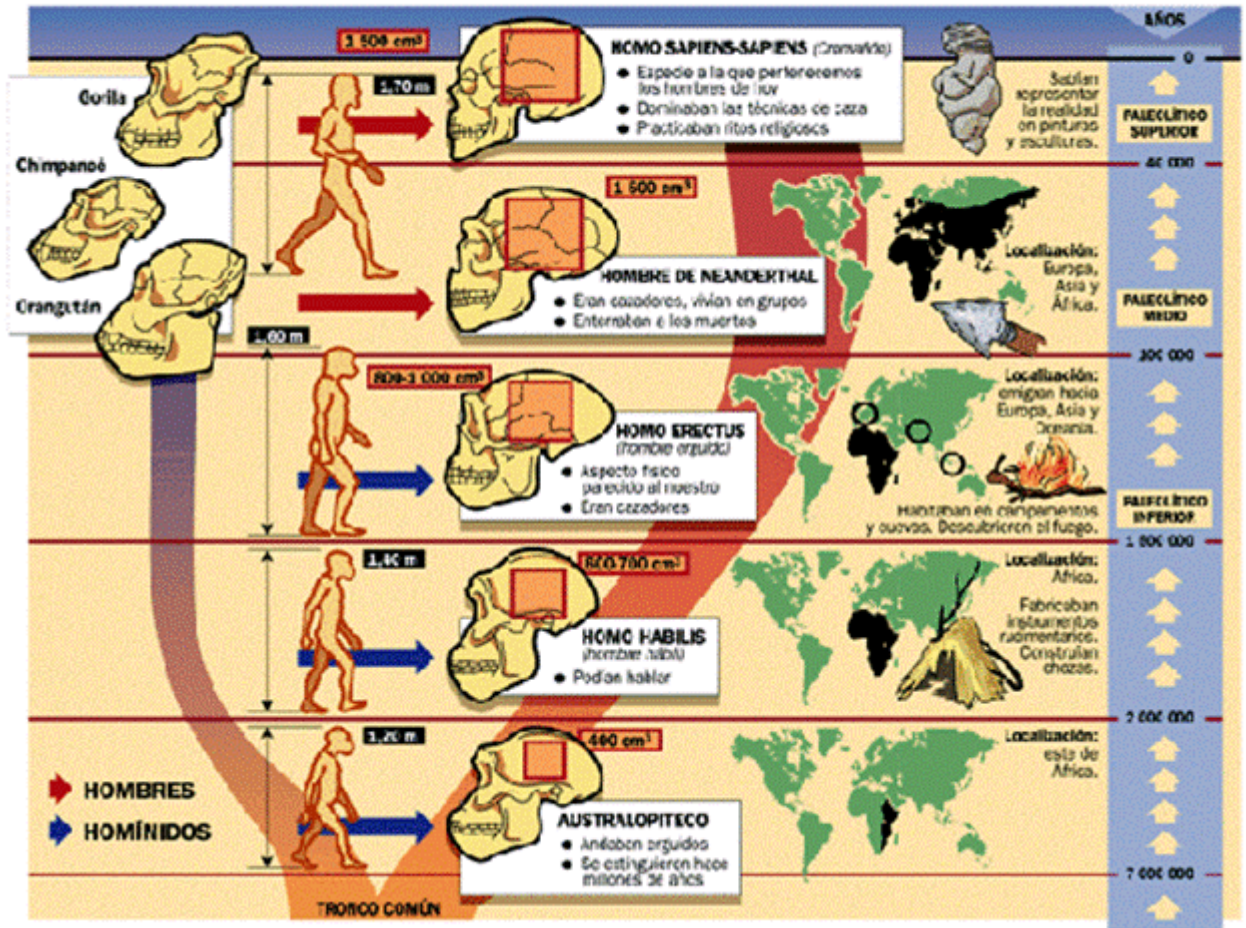 AÑOS
0
1 500 cm³
1,70 m
HOMO SAPIENS-SAPIENS (Cromañón)
● Especie a la que pertenecemos
los hombres de hoy
● Dominaban las técnicas de caza
● Practicaban ritos religiosos
Sabían
representar
la realidad
en pinturas
y esculturas.
PALEOLÍTICO
SUPERIOR
40 000
Gorila
Chimpancé
Orangután
1 600 cm³
HOMBRE DE NEANDERTHAL
● Eran cazadores, vivían en grupos
● Enterraban a los muertos
Localización:
Europa,
Asia y
África.
PALEOLÍTICO
MEDIO
1,60 m
800-1 000 cm³
HOMO ERECTUS
(hombre erguido)
● Aspecto físico
parecido al nuestro
● Eran cazadores
Localización:
emigran hacia
Europa, Asia y
Oceanía.
Habitaban en campamentos
y cuevas. Descubrieron el fuego.
PALEOLÍTICO
INFERIOR
1,40 m
600-700 cm³
HOMO HABILIS
(hombre hábil)
● Podían hablar
Localización:
África.
Fabricaban
instrumentos
rudimentarios.
Construían
chozas.
2 000 000
1,20 m
400 cm³
AUSTRALOPITECO
● Andaban erguidos
● Se extinguieron hace
millones de años
Localización:
este de
África.
7 000 000
HOMBRES
HOMÍNIDOS
TRONCO COMÚN